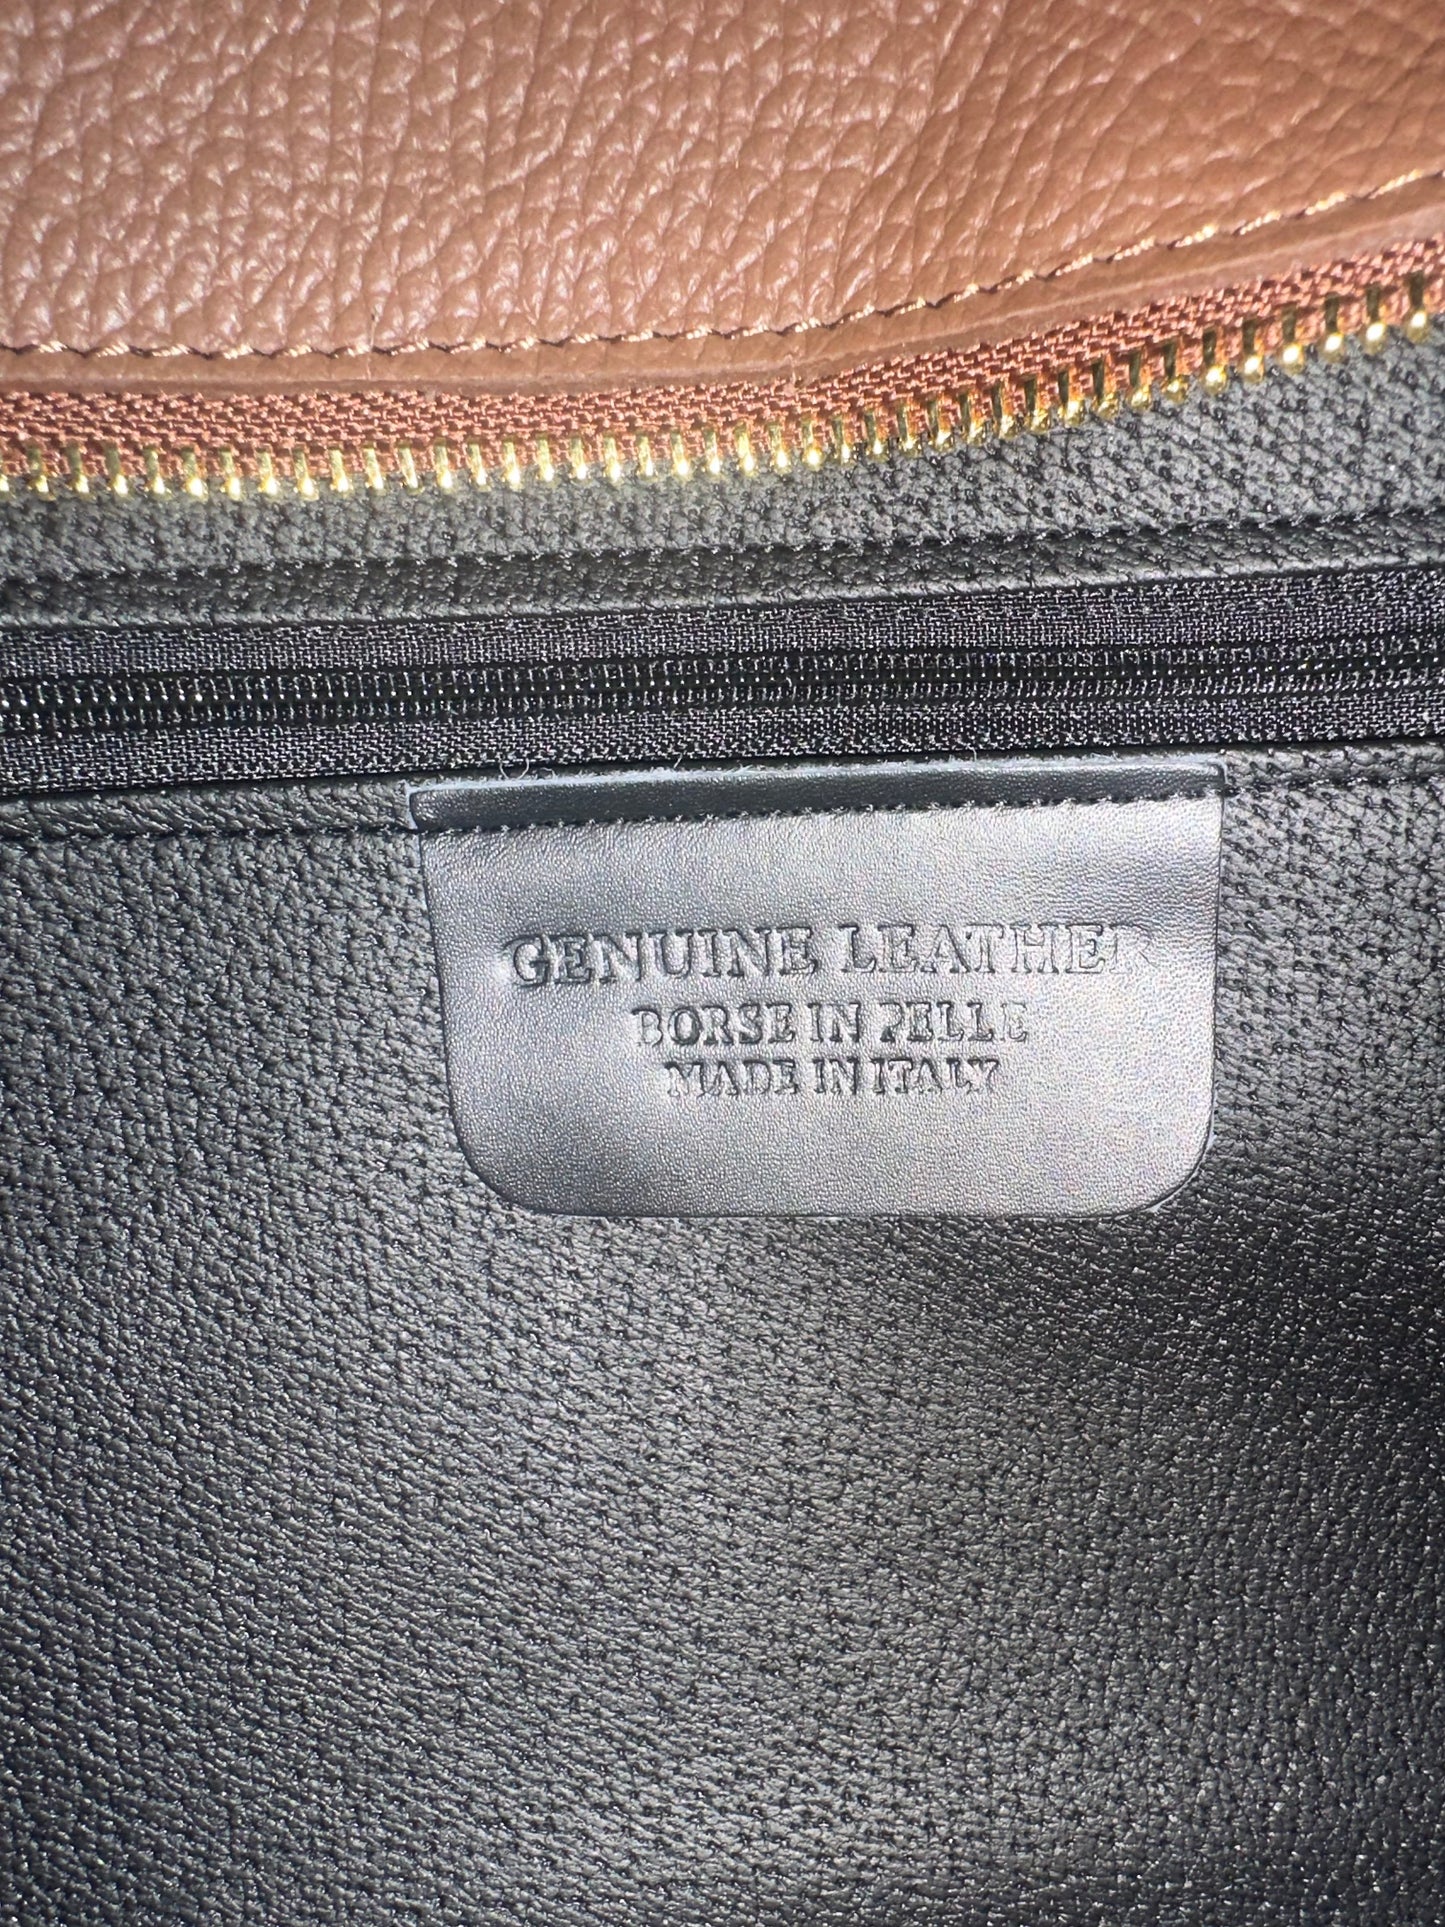 GENUINE LEATHER
BORSE IN PELLE
MADE IN ITALY